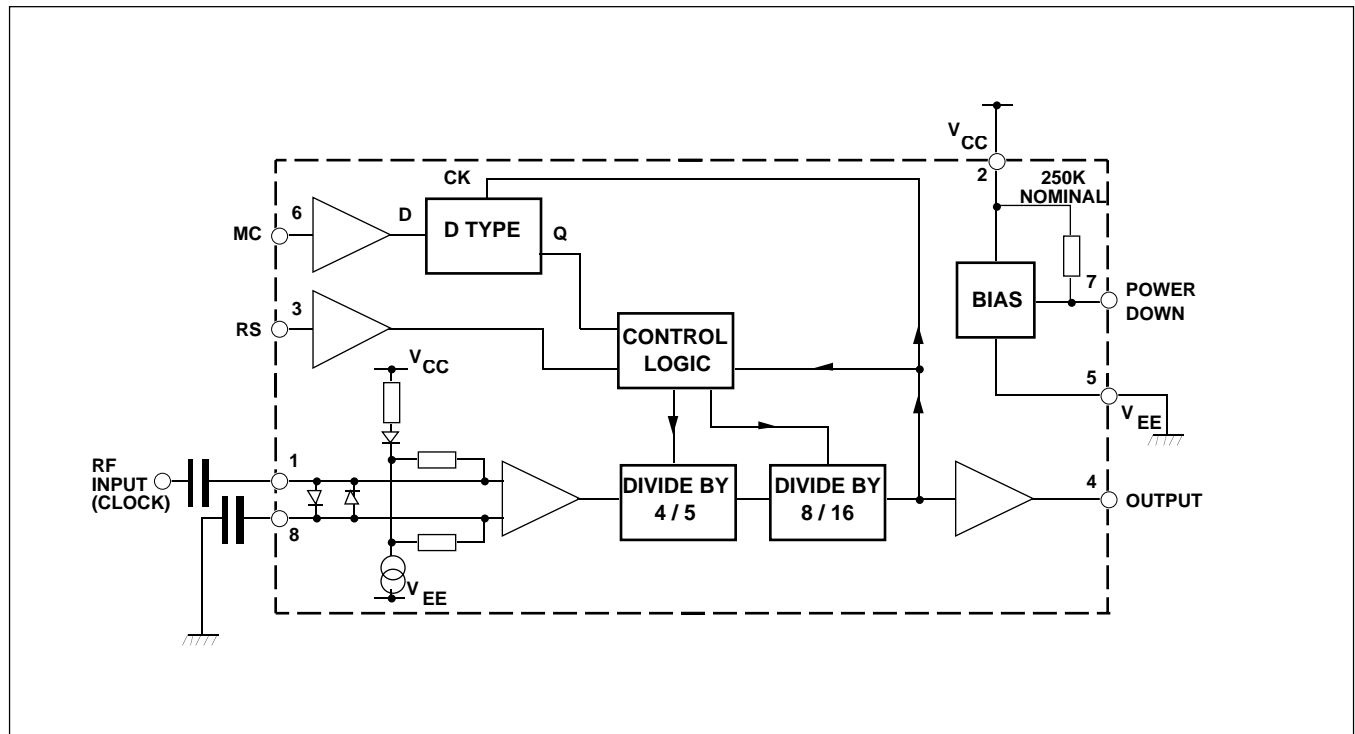 V
CC
2
250K
NOMINAL
CK
6
D
MC
D TYPE
Q
7
POWER
DOWN
BIAS
3
RS
CONTROL
LOGIC
V
CC
5
V
EE
1
RF
INPUT
(CLOCK)
DIVIDE BY
4 / 5
DIVIDE BY
8 / 16
4
OUTPUT
8
V
EE